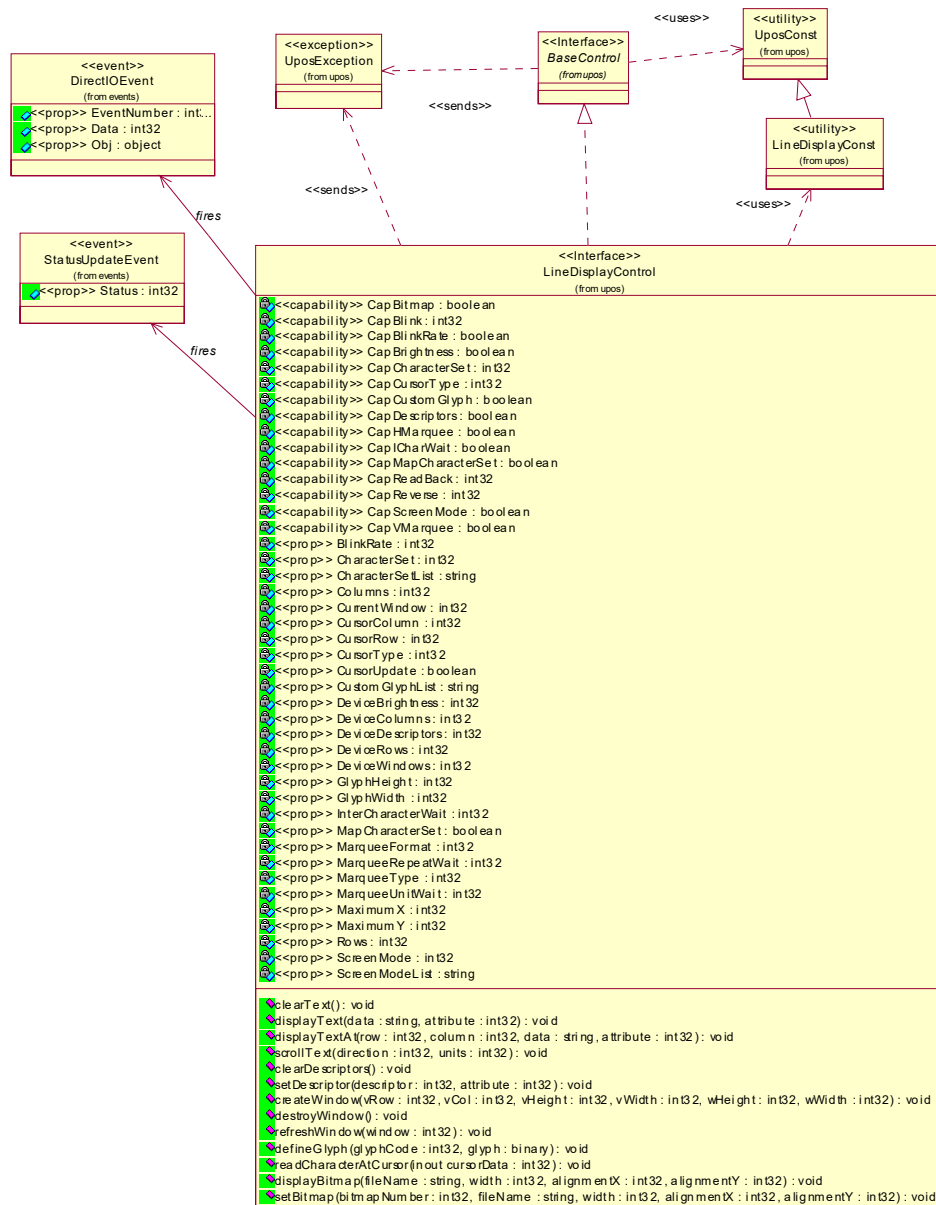 <<uses>>
<<utility>>
UposConst
(from upos)
<<exception>>
UposException
(from upos)
<<Interface>>
BaseControl
(from upos)
<<event>>
DirectIOEvent
(from events)
<<prop>> EventNumber : int...
<<prop>> Data : int32
<<prop>> Obj : object
<<sends>>
<<utility>>
LineDisplayConst
(from upos)
<<sends>>
<<uses>>
fires
<<event>>
StatusUpdateEvent
(from events)
<<prop>> Status : int32
fires
<<Interface>>
LineDisplayControl
(from upos)
<<capability>> CapBitmap : boolean
<<capability>> CapBlink : int32
<<capability>> CapBlinkRate : boolean
<<capability>> CapBrightness : boolean
<<capability>> CapCharacterSet : int32
<<capability>> CapCursorType : int32
<<capability>> CapCustomGlyph : boolean
<<capability>> CapDescriptors : boolean
<<capability>> CapHMarquee : boolean
<<capability>> CapICharWait : boolean
<<capability>> CapMapCharacterSet : boolean
<<capability>> CapReadBack : int32
<<capability>> CapReverse : int32
<<capability>> CapScreenMode : boolean
<<capability>> CapVMarquee : boolean
<<prop>> BlinkRate : int32
<<prop>> CharacterSet : int32
<<prop>> CharacterSetList : string
<<prop>> Columns : int32
<<prop>> CurrentWindow : int32
<<prop>> CursorColumn : int32
<<prop>> CursorRow : int32
<<prop>> CursorType : int32
<<prop>> CursorUpdate : boolean
<<prop>> CustomGlyphList : string
<<prop>> DeviceBrightness : int32
<<prop>> DeviceColumns : int32
<<prop>> DeviceDescriptors : int32
<<prop>> DeviceRows : int32
<<prop>> DeviceWindows : int32
<<prop>> GlyphHeight : int32
<<prop>> GlyphWidth : int32
<<prop>> InterCharacterWait : int32
<<prop>> MapCharacterSet : boolean
<<prop>> MarqueeFormat : int32
<<prop>> MarqueeRepeatWait : int32
<<prop>> MarqueeType : int32
<<prop>> MarqueeUnitWait : int32
<<prop>> MaximumX : int32
<<prop>> MaximumY : int32
<<prop>> Rows : int32
<<prop>> ScreenMode : int32
<<prop>> ScreenModeList : string
clearText() : void
displayText(data : string, attribute : int32) : void
displayTextAt(row : int32, column : int32, data : string, attribute : int32) : void
scrollText(direction : int32, units : int32) : void
clearDescriptors() : void
setDescriptor(descriptor : int32, attribute : int32) : void
createWindow(vRow : int32, vCol : int32, vHeight : int32, vWidth : int32, wHeight : int32, wWidth : int32) : void
destroyWindow() : void
refreshWindow(window : int32) : void
defineGlyph(glyphCode : int32, glyph : binary) : void
readCharacterAtCursor(inout cursorData : int32) : void
displayBitmap(fileName : string, width : int32, alignmentX : int32, alignmentY : int32) : void
setBitmap(bitmapNumber : int32, fileName : string, width : int32, alignmentX : int32, alignmentY : int32) : void